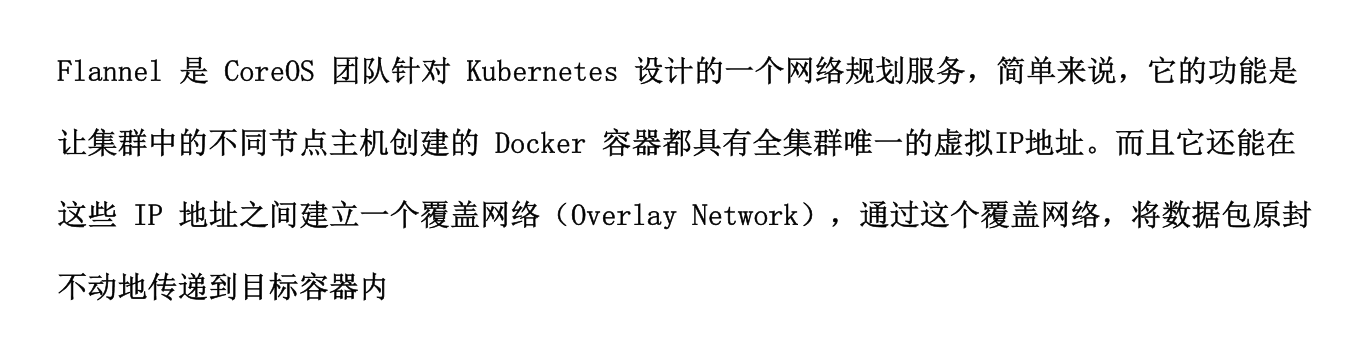 Flannel 是 CoreOS 团队针对 Kubernetes 设计的一个网络规划服务，简单来说，它的功能是
让集群中的不同节点主机创建的 Docker 容器都具有全集群唯一的虚拟IP地址。而且它还能在
这些 IP 地址之间建立一个覆盖网络（Overlay Network），通过这个覆盖网络，将数据包原封
不动地传递到目标容器内